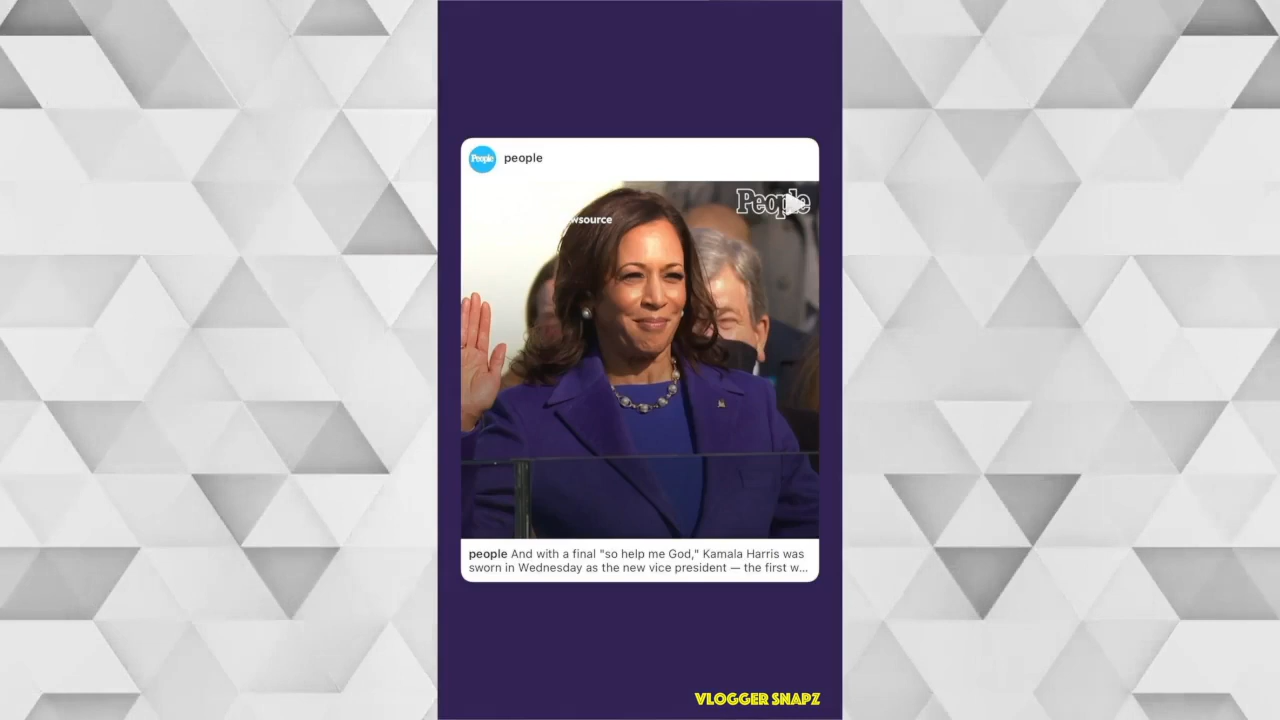 People
people
People
wsource
people And with a final "so help me God," Kamala Harris was
sworn in Wednesday as the new vice president — the first w...
VLOGGER SNAPZ